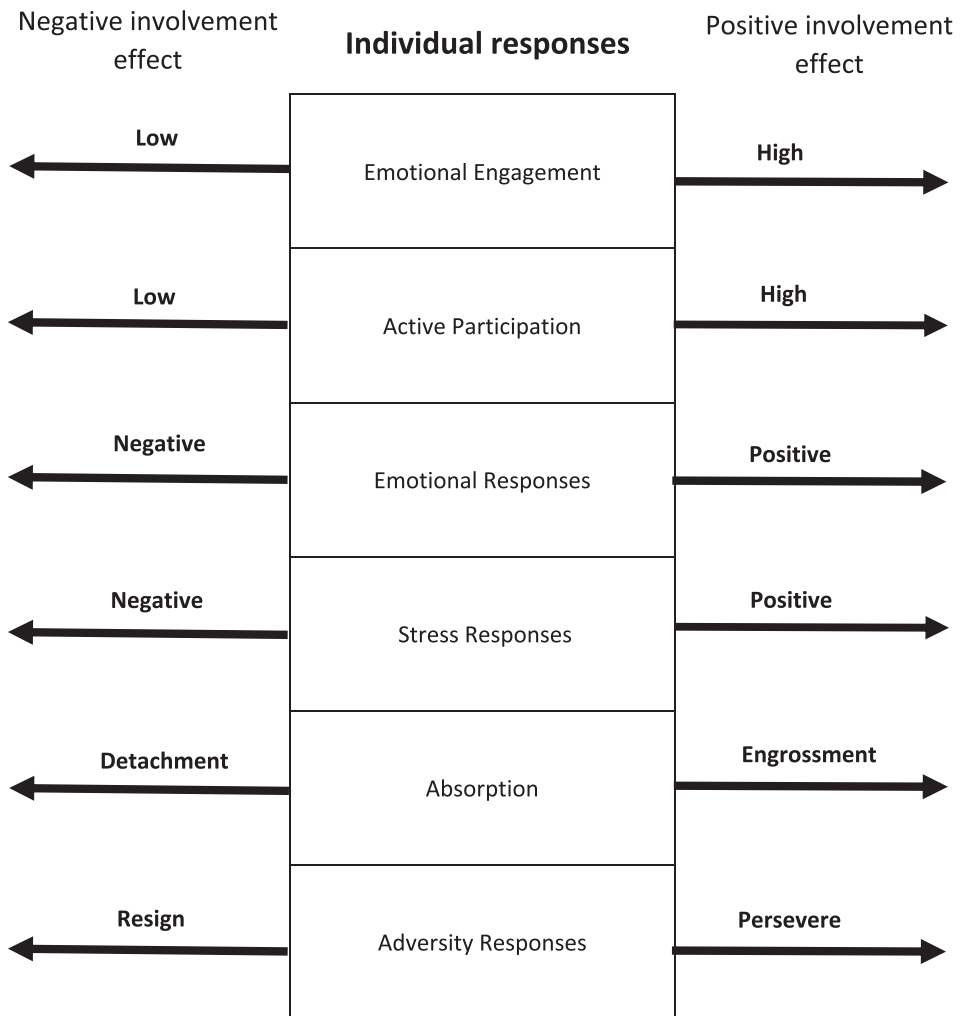 Negative involvement
effect
Individual responses
Positive involvement
effect
Low
Emotional Engagement
High
Low
Active Participation
High
Negative
Emotional Responses
Positive
Negative
Stress Responses
Positive
Detachment
Absorption
Engrossment
Resign
Adversity Responses
Persevere